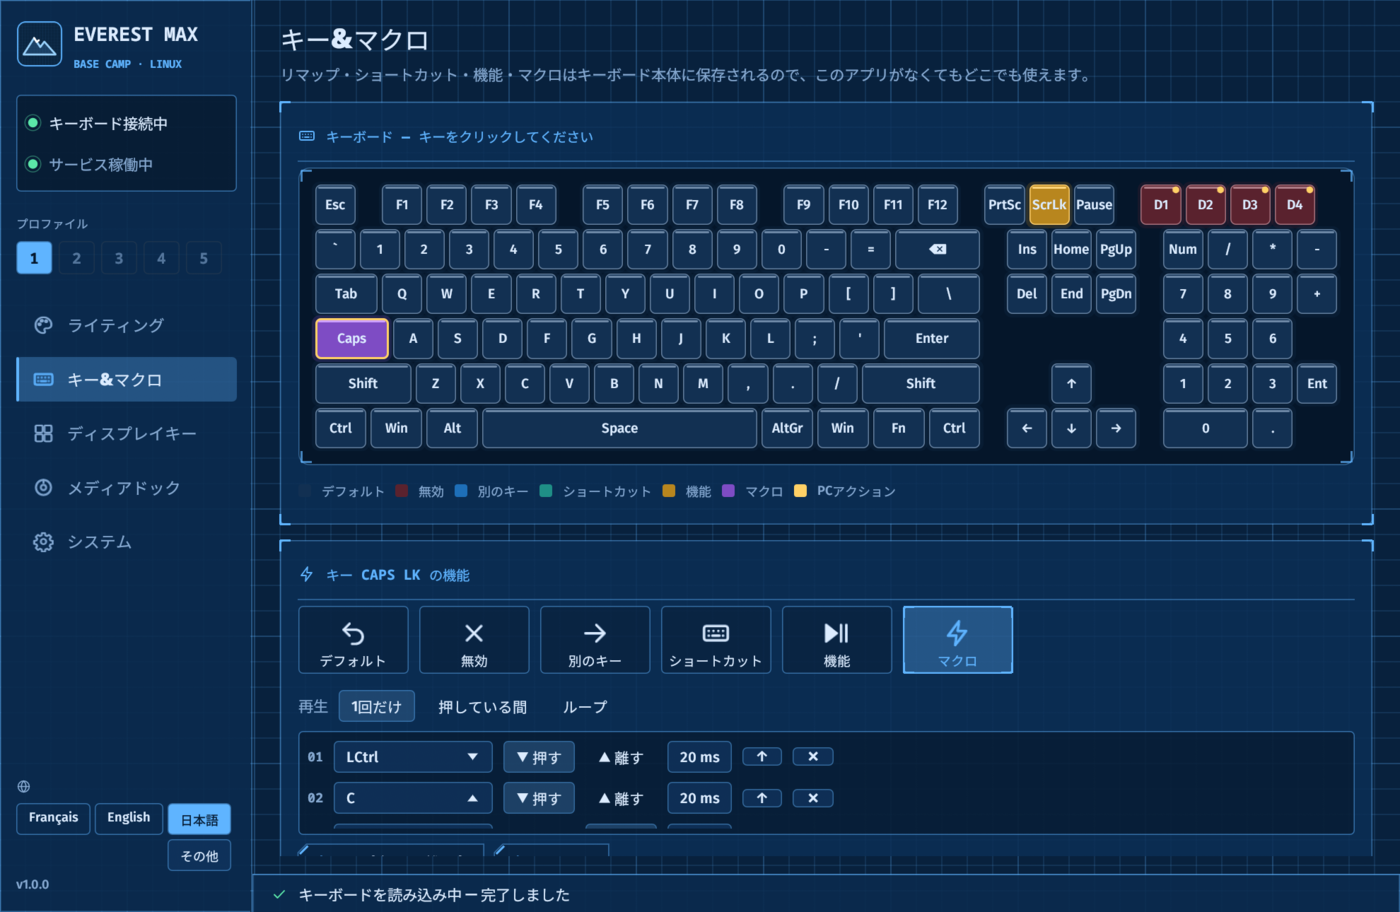 EVEREST MAX
BASE CAMP · LINUX
キーボード接続中
サービス稼働中
プロファイル
1 2 3 4 5
ライティング
キー&マクロ
ディスプレイキー
メディアドック
システム
Français English 日本語
その他
v1.0.0
キー&マクロ
リマップ・ショートカット・機能・マクロはキーボード本体に保存されるので、このアプリがなくてもどこでも使えます。
キーボード – キーをクリックしてください
Esc F1 F2 F3 F4 F5 F6 F7 F8 F9 F10 F11 F12 PrtSc ScrLk Pause D1 D2 D3 D4
` 1 2 3 4 5 6 7 8 9 0 - = Ins Home PgUp Num / * -
Tab Q W E R T Y U I O P [ ] \ Del End PgDn 7 8 9 +
Caps A S D F G H J K L ; ' Enter 4 5 6
Shift Z X C V B N M , . / Shift ↑ 1 2 3 Ent
Ctrl Win Alt Space AltGr Win Fn Ctrl ← ↓ → 0 .
デフォルト 無効 別のキー ショートカット 機能 マクロ PCアクション
キー CAPS LK の機能
デフォルト 無効 別のキー ショートカット 機能 マクロ
再生 1回だけ 押している間 ループ
01 LCtrl ▼ ▼ 押す ▲ 離す 20 ms ↑ ×
02 C ▲ ▼ 押す ▲ 離す 20 ms ↑ ×
キーボードを読み込み中 – 完了しました